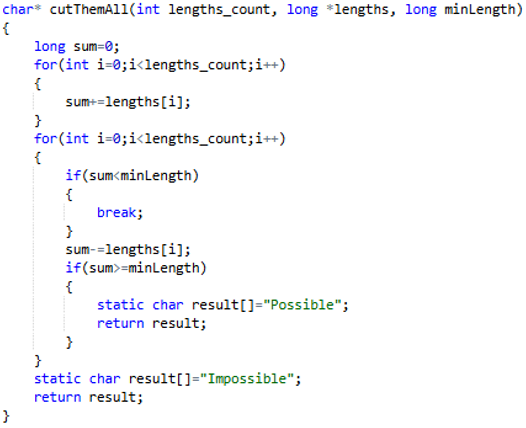 char* cutThemAll(int lengths_count, long *lengths, long minLength)
{
    long sum=0;
    for(int i=0;i<lengths_count;i++)
    {
        sum+=lengths[i];
    }
    for(int i=0;i<lengths_count;i++)
    {
        if(sum<minLength)
        {
            break;
        }
        sum-=lengths[i];
        if(sum>=minLength)
        {
            static char result[]="Possible";
            return result;
        }
    }
    static char result[]="Impossible";
    return result;
}